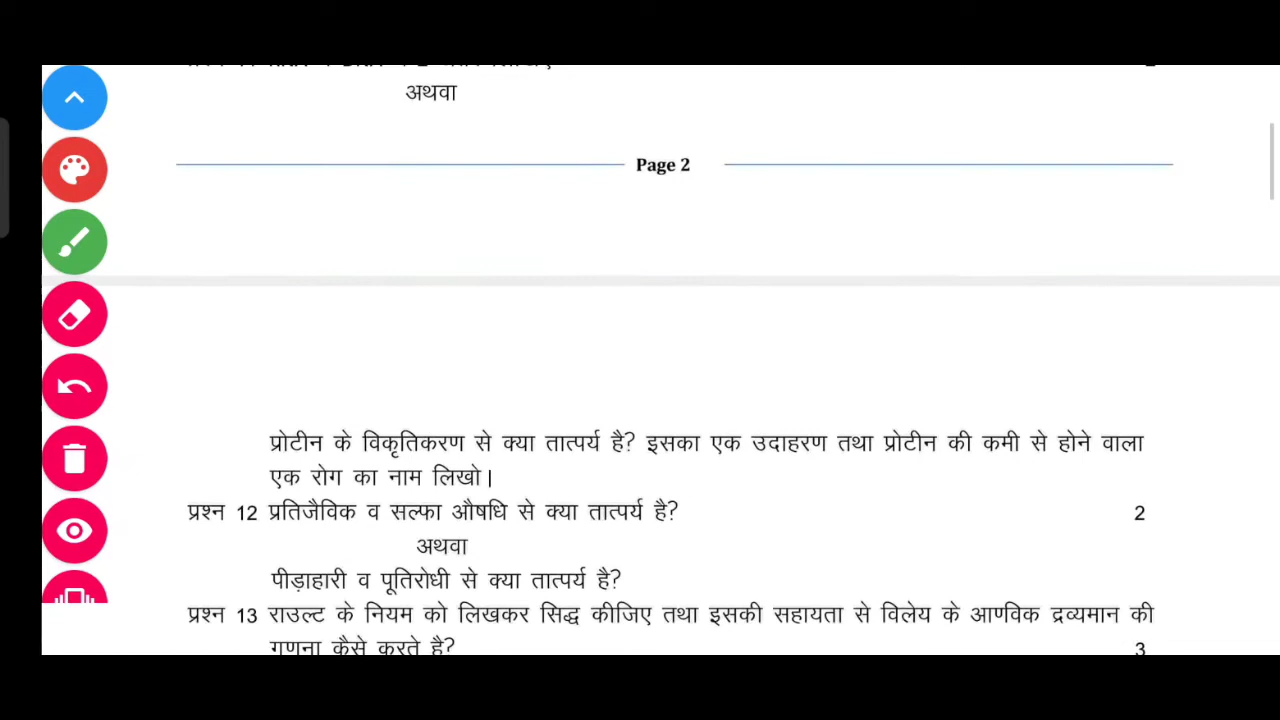 अथवा
Page 2
प्रोटीन के विकृतिकरण से क्या तात्पर्य है? इसका एक उदाहरण तथा प्रोटीन की कमी से होने वाला
एक रोग का नाम लिखो।
प्रश्न 12 प्रतिजैविक व सल्फा औषधि से क्या तात्पर्य है? 2
अथवा
पीड़ाहारी व पूतिरोधी से क्या तात्पर्य है?
प्रश्न 13 राउल्ट के नियम को लिखकर सिद्ध कीजिए तथा इसकी सहायता से विलेय के आण्विक द्रव्यमान की
गणना कैसे करते है? 3